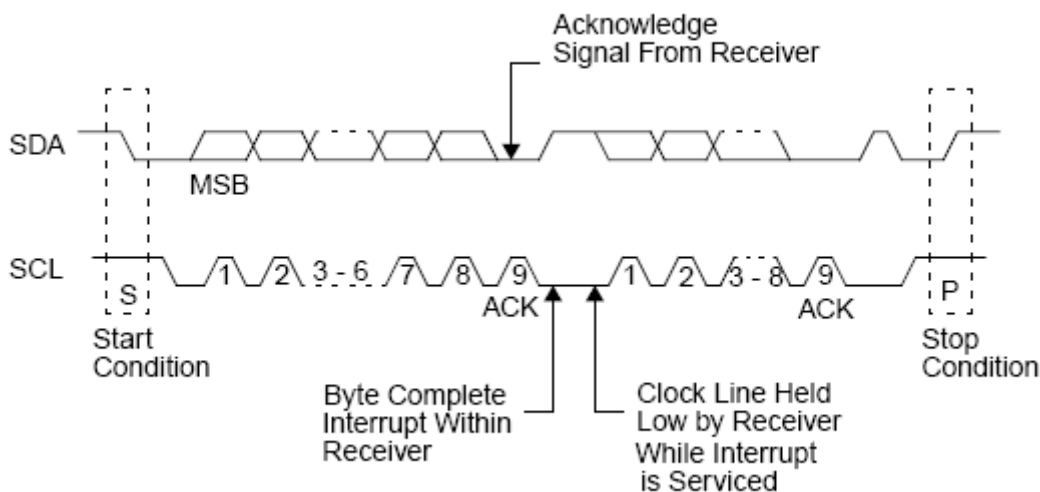 Acknowledge
Signal From Receiver
SDA
MSB
SCL
1 2 3 - 6 7 8 9 1 2 3 - 8 9
S ACK ACK P
Start
Condition
Stop
Condition
Byte Complete
Interrupt Within
Receiver
Clock Line Held
Low by Receiver
While Interrupt
is Serviced